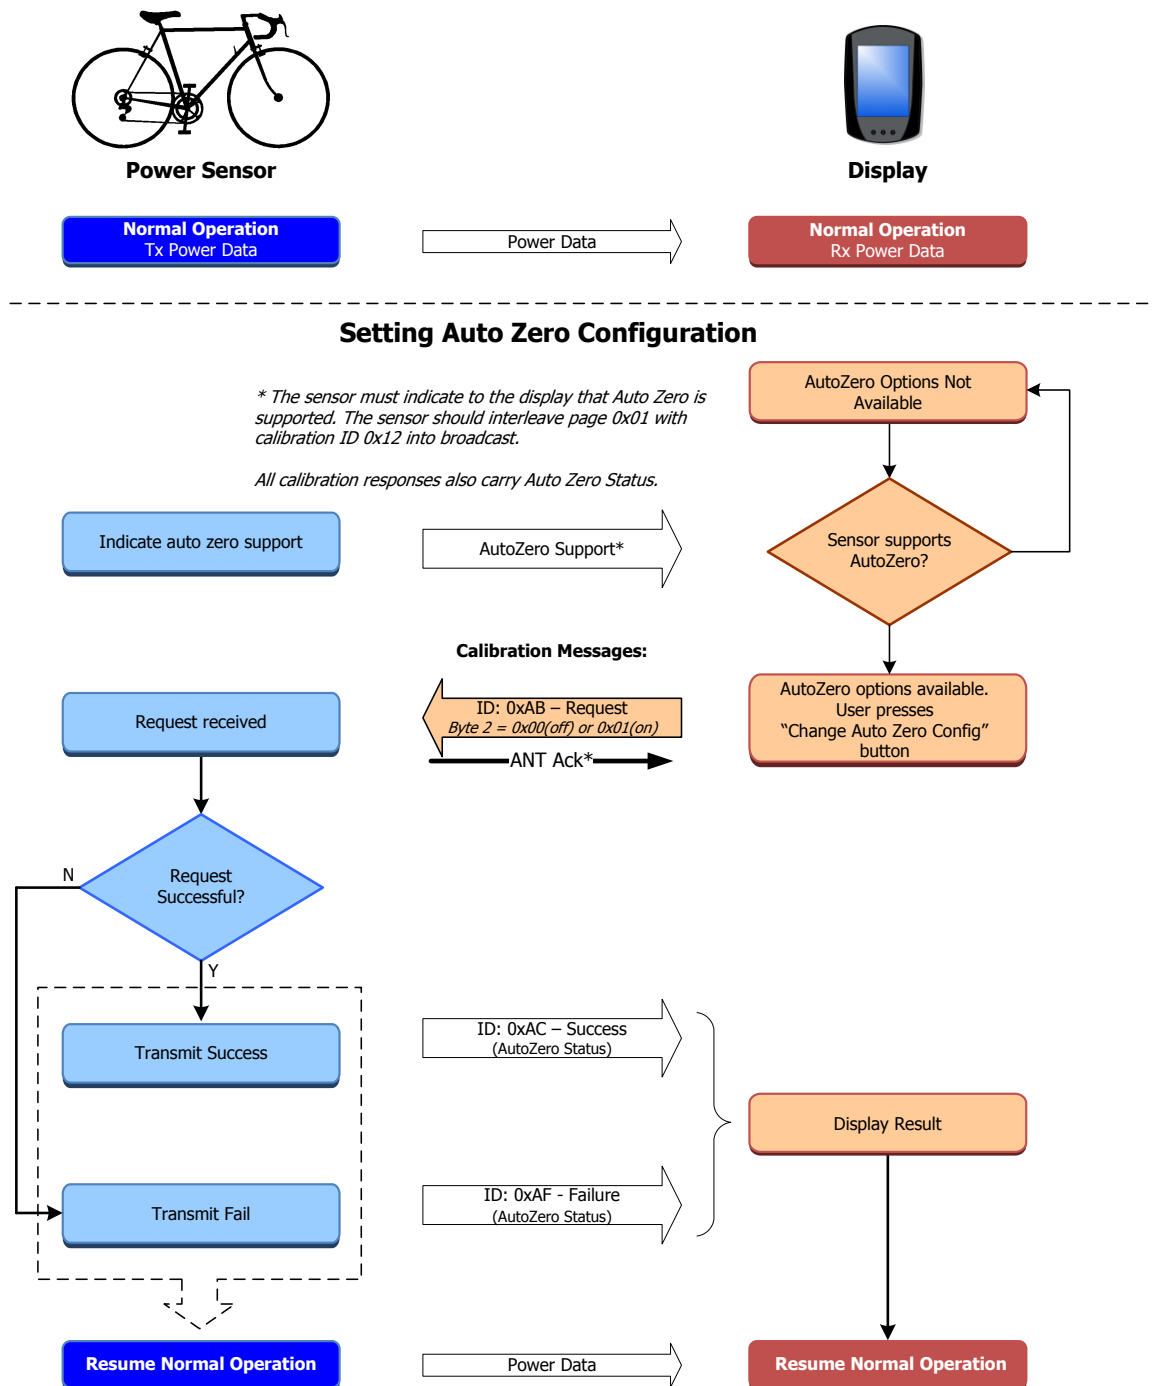 Power Sensor
Display
Normal Operation
Tx Power Data
Power Data
Normal Operation
Rx Power Data
Setting Auto Zero Configuration
* The sensor must indicate to the display that Auto Zero is
supported. The sensor should interleave page 0x01 with
calibration ID 0x12 into broadcast.
All calibration responses also carry Auto Zero Status.
AutoZero Options Not
Available
Indicate auto zero support
AutoZero Support*
Sensor supports
AutoZero?
Calibration Messages:
Request received
ID: 0xAB – Request
Byte 2 = 0x00(off) or 0x01(on)
ANT Ack*
AutoZero options available.
User presses
“Change Auto Zero Config”
button
N
Request
Successful?
Y
Transmit Success
ID: 0xAC – Success
(AutoZero Status)
Display Result
Transmit Fail
ID: 0xAF - Failure
(AutoZero Status)
Resume Normal Operation
Power Data
Resume Normal Operation